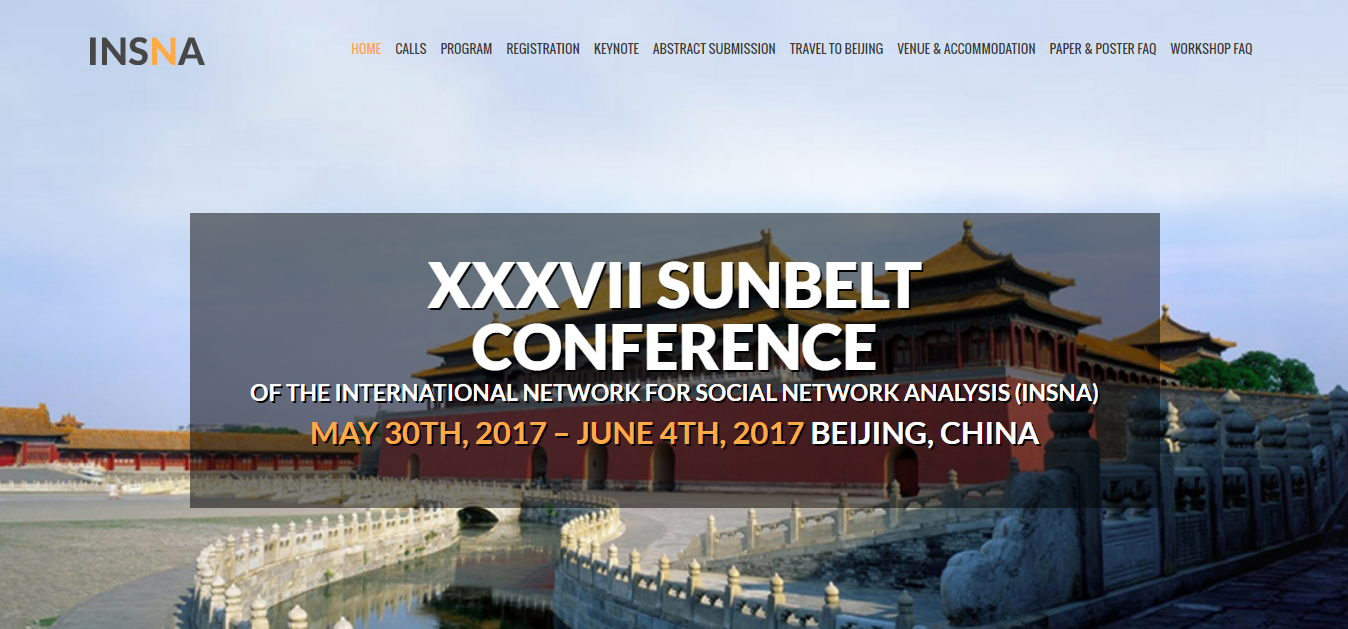 INSNA
HOME CALLS PROGRAM REGISTRATION KEYNOTE ABSTRACT SUBMISSION TRAVEL TO BEIJING VENUE & ACCOMMODATION PAPER & POSTER FAQ WORKSHOP FAQ
XXXVII SUNBELT
CONFERENCE
OF THE INTERNATIONAL NETWORK FOR SOCIAL NETWORK ANALYSIS (INSNA)
MAY 30TH, 2017 – JUNE 4TH, 2017 BEIJING, CHINA